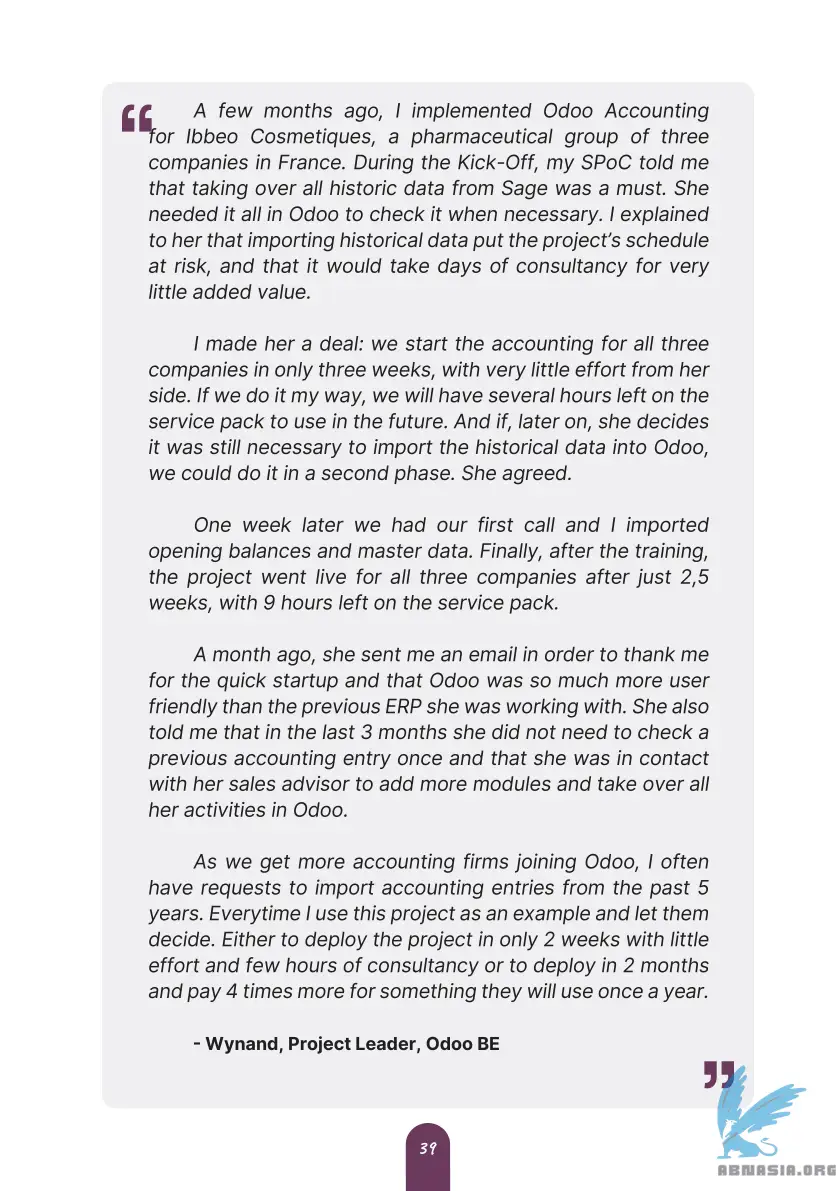 “
A few months ago, I implemented Odoo Accounting
for Ibbeo Cosmetiques, a pharmaceutical group of three
companies in France. During the Kick-Off, my SPoC told me
that taking over all historic data from Sage was a must. She
needed it all in Odoo to check it when necessary. I explained
to her that importing historical data put the project’s schedule
at risk, and that it would take days of consultancy for very
little added value.
I made her a deal: we start the accounting for all three
companies in only three weeks, with very little effort from her
side. If we do it my way, we will have several hours left on the
service pack to use in the future. And if, later on, she decides
it was still necessary to import the historical data into Odoo,
we could do it in a second phase. She agreed.
One week later we had our first call and I imported
opening balances and master data. Finally, after the training,
the project went live for all three companies after just 2,5
weeks, with 9 hours left on the service pack.
A month ago, she sent me an email in order to thank me
for the quick startup and that Odoo was so much more user
friendly than the previous ERP she was working with. She also
told me that in the last 3 months she did not need to check a
previous accounting entry once and that she was in contact
with her sales advisor to add more modules and take over all
her activities in Odoo.
As we get more accounting firms joining Odoo, I often
have requests to import accounting entries from the past 5
years. Everytime I use this project as an example and let them
decide. Either to deploy the project in only 2 weeks with little
effort and few hours of consultancy or to deploy in 2 months
and pay 4 times more for something they will use once a year.
- Wynand, Project Leader, Odoo BE
”
39
ABNASIA.ORG